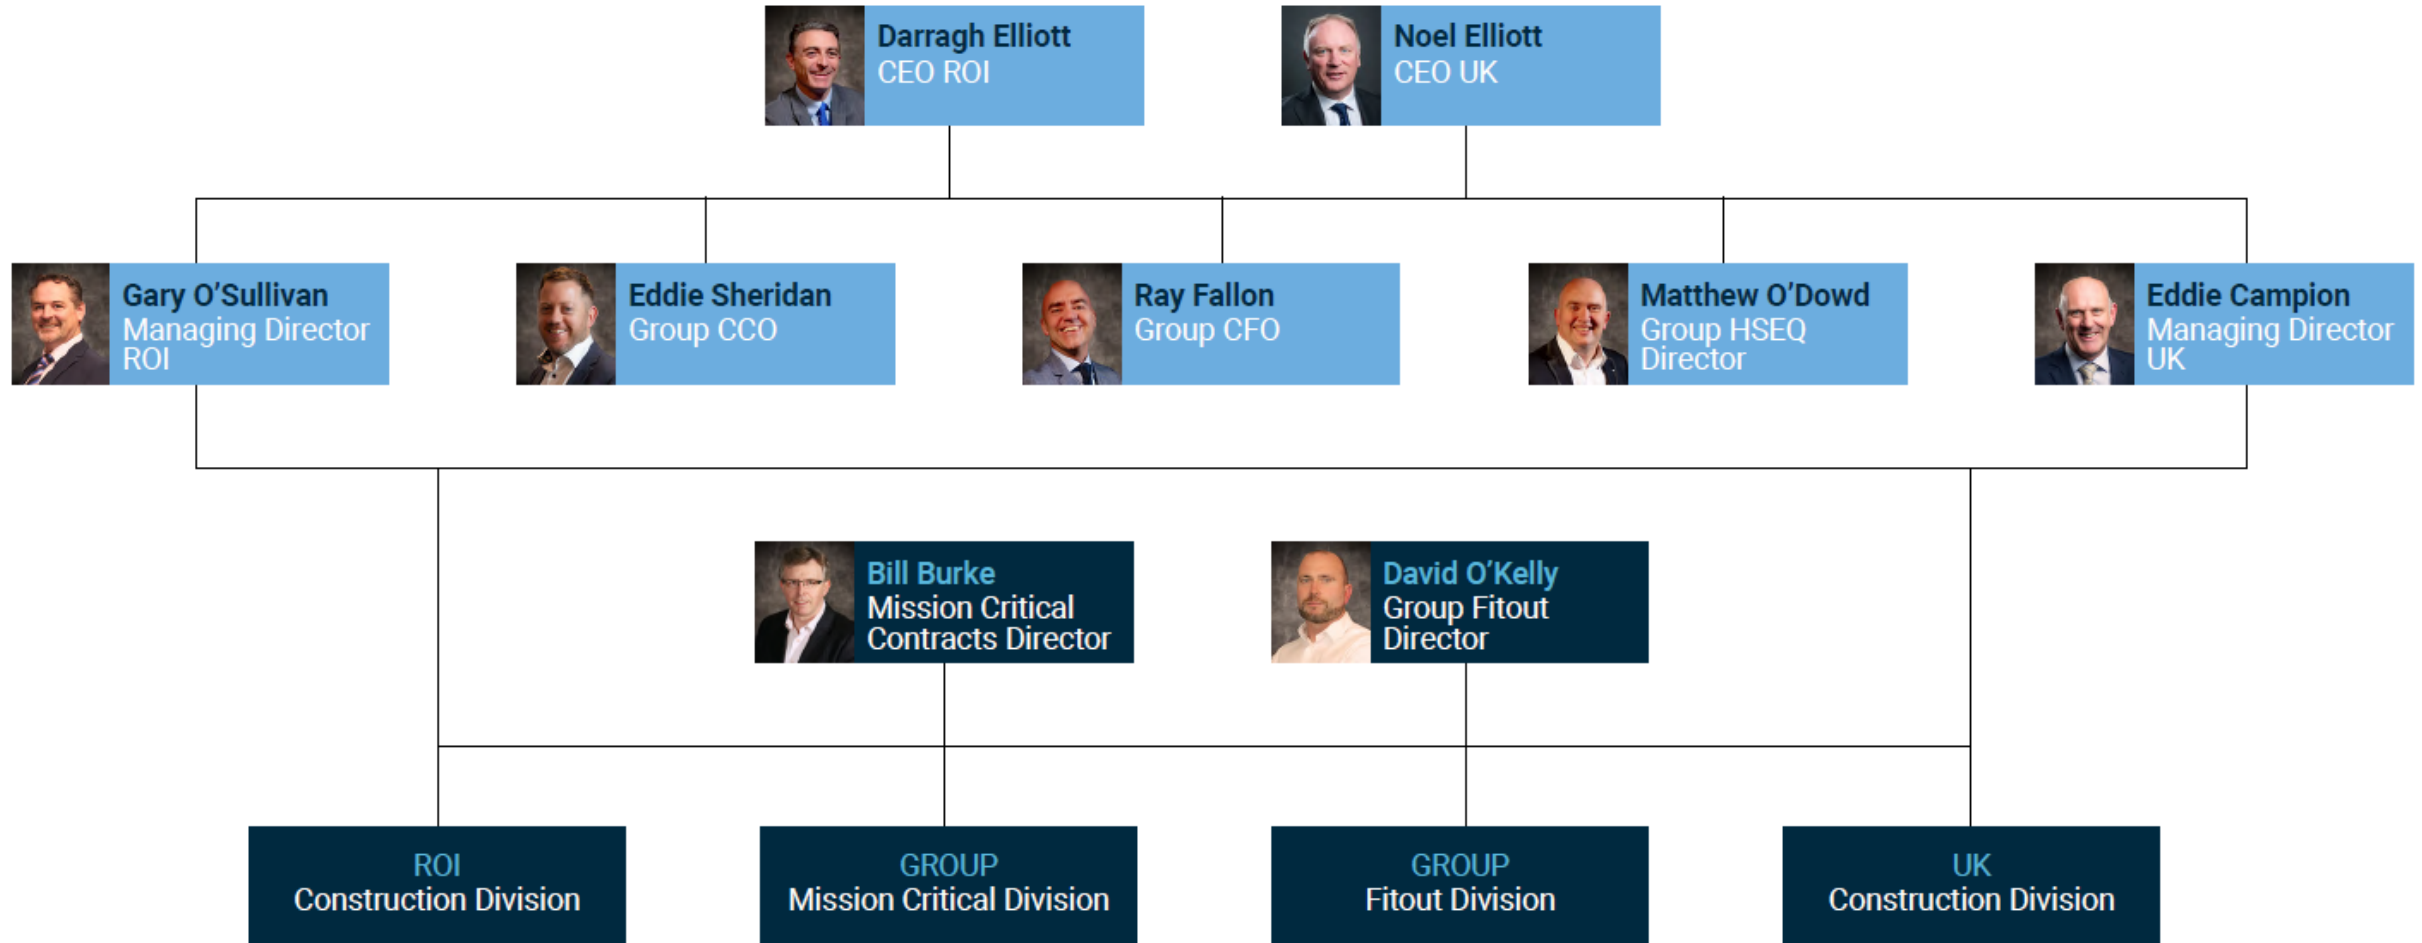 Darragh Elliott
CEO ROI
Noel Elliott
CEO UK
Gary O’Sullivan
Managing Director
ROI
Eddie Sheridan
Group CCO
Ray Fallon
Group CFO
Matthew O’Dowd
Group HSEQ
Director
Eddie Campion
Managing Director
UK
Bill Burke
Mission Critical
Contracts Director
David O’Kelly
Group Fitout
Director
ROI
Construction Division
GROUP
Mission Critical Division
GROUP
Fitout Division
UK
Construction Division